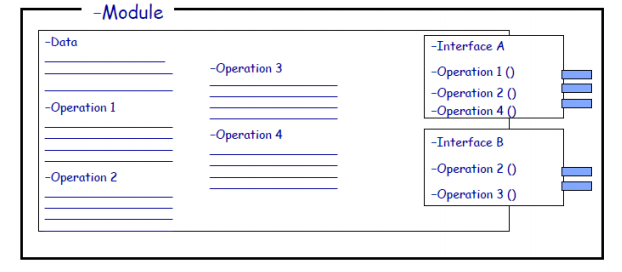 -Module
-Data
-Operation 1
-Operation 2
-Operation 3
-Operation 4
-Interface A
-Operation 1 ()
-Operation 2 ()
-Operation 4 ()
-Interface B
-Operation 2 ()
-Operation 3 ()